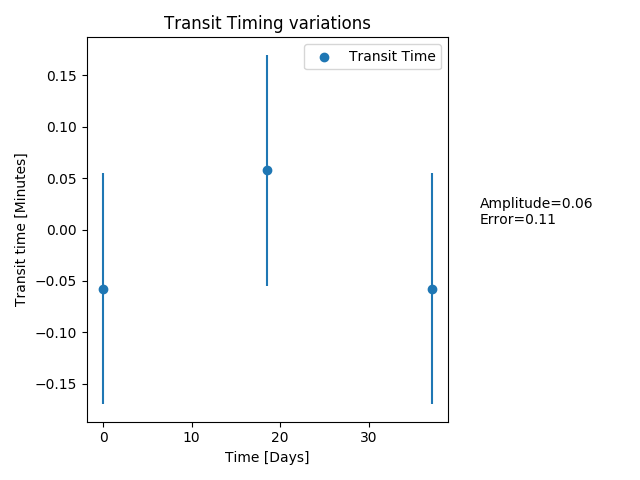 Transit Timing variations
Transit Time
0.15
0.10
0.05
0.00
−0.05
−0.10
−0.15
Transit time [Minutes]
Amplitude=0.06
Error=0.11
0 10 20 30
Time [Days]